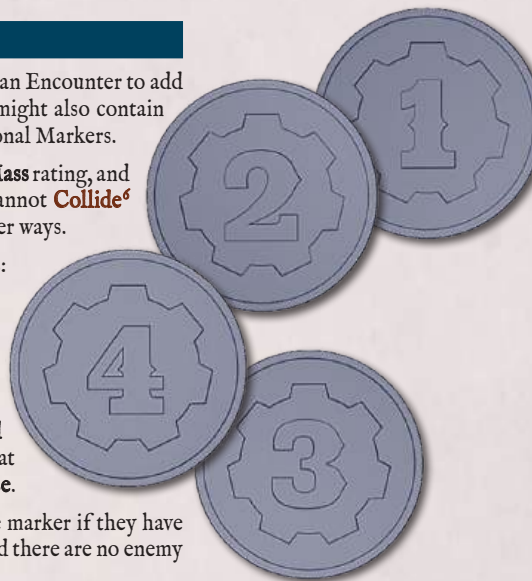 an Encounter to add
might also contain
onal Markers.
Mass rating, and
annot Collide⁶
er ways.
:
at
e.
e marker if they have
d there are no enemy
1
2
4
3